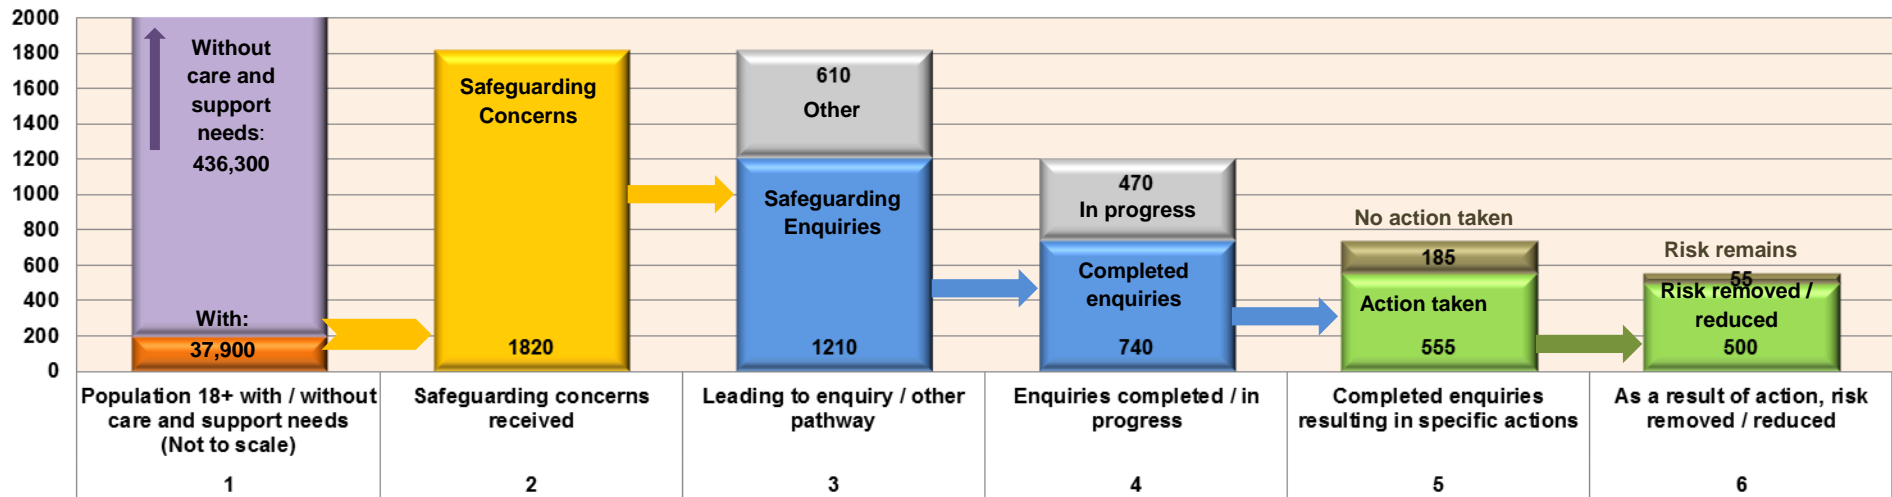 2000
1800
1600
1400
1200
1000
800
600
400
200
0
Without
care and
support
needs:
436,300
With:
37,900
Safeguarding
Concerns
1820
610
Other
Safeguarding
Enquiries
1210
470
In progress
Completed
enquiries
740
No action taken
185
Action taken
555
Risk remains
55
Risk removed /
reduced
500
Population 18+ with / without
care and support needs
(Not to scale)
1
Safeguarding concerns
received
2
Leading to enquiry / other
pathway
3
Enquiries completed / in
progress
4
Completed enquiries
resulting in specific actions
5
As a result of action, risk
removed / reduced
6